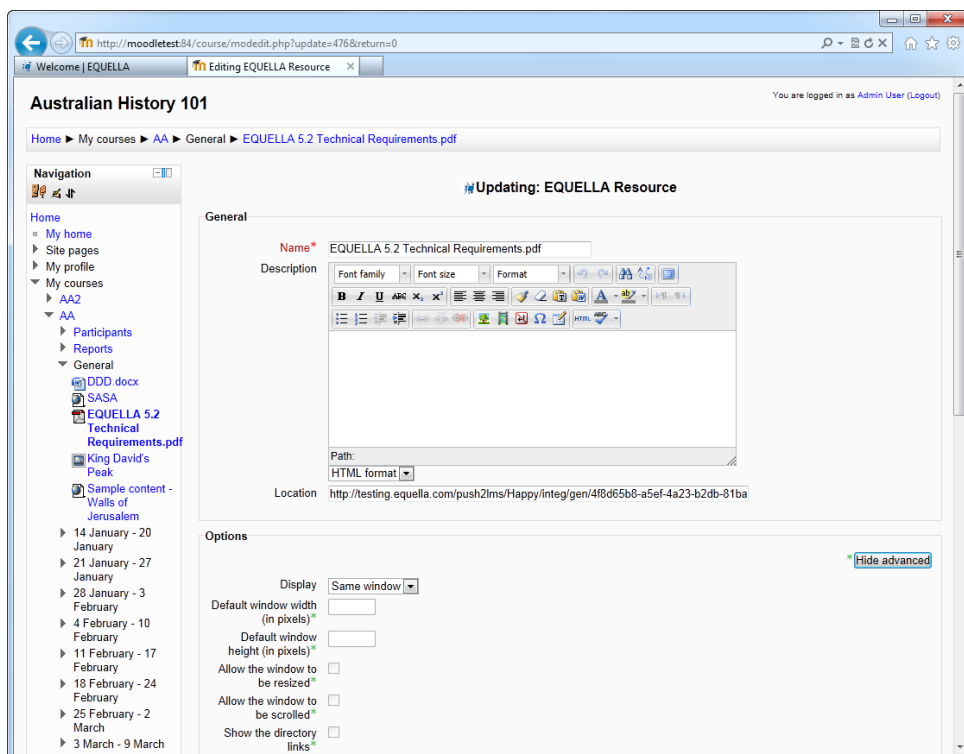 http://moodletest:84/course/modedit.php?update=476&return=0
Welcome | EQUELLA
Editing EQUELLA Resource
Australian History 101
You are logged in as Admin User (Logout)
Home ► My courses ► AA ► General ► EQUELLA 5.2 Technical Requirements.pdf
Navigation
Home
My home
Site pages
My profile
My courses
AA2
AA
Participants
Reports
General
DDD.docx
SASA
EQUELLA 5.2
Technical
Requirements.pdf
King David's
Peak
Sample content -
Walls of
Jerusalem
14 January - 20
January
21 January - 27
January
28 January - 3
February
4 February - 10
February
11 February - 17
February
18 February - 24
February
25 February - 2
March
3 March - 9 March
Updating: EQUELLA Resource
General
Name* EQUELLA 5.2 Technical Requirements.pdf
Description
Font family Font size Format
B I U ABC X₂ X² A ab
Ω HTML ABC
Path:
HTML format
Location http://testing.equella.com/push2lms/Happy/integ/gen/4f8d65b8-a5ef-4a23-b2db-81ba
Options
* Hide advanced
Display Same window
Default window width
(in pixels)*
Default window
height (in pixels)*
Allow the window to
be resized*
Allow the window to
be scrolled*
Show the directory
links*